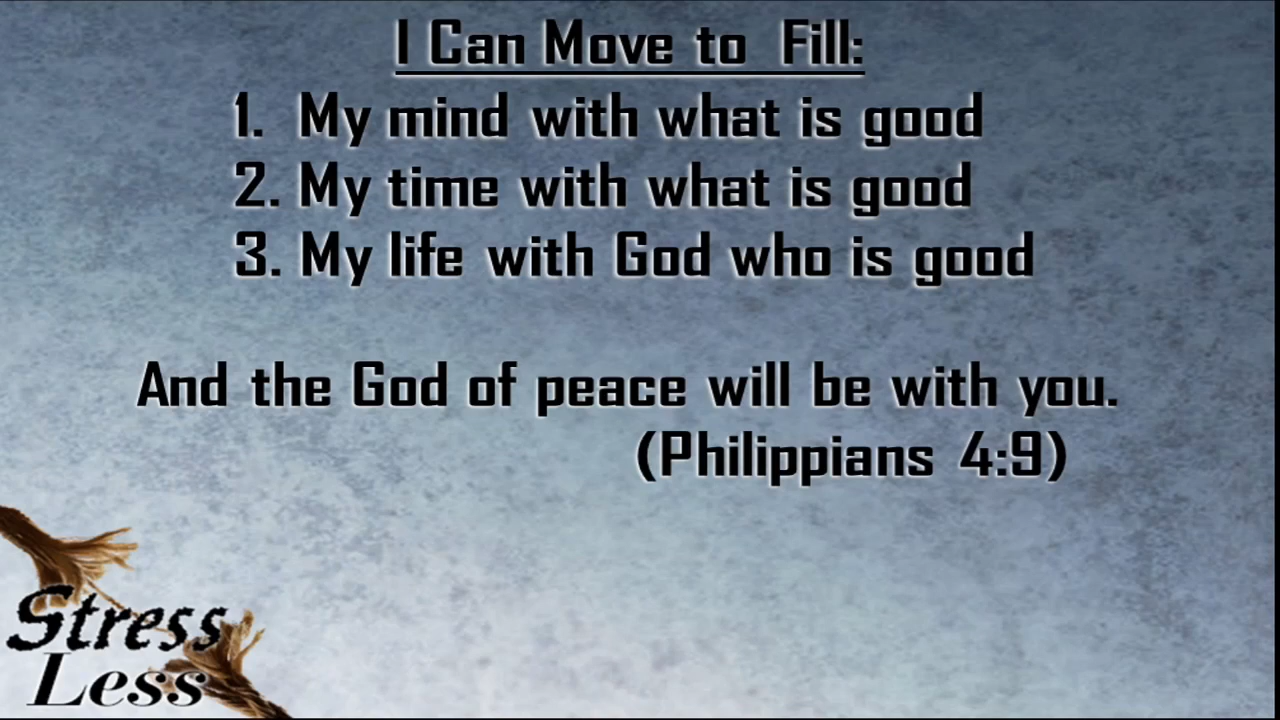 I Can Move to Fill:
1. My mind with what is good
2. My time with what is good
3. My life with God who is good
And the God of peace will be with you.
(Philippians 4:9)
Stress
Less